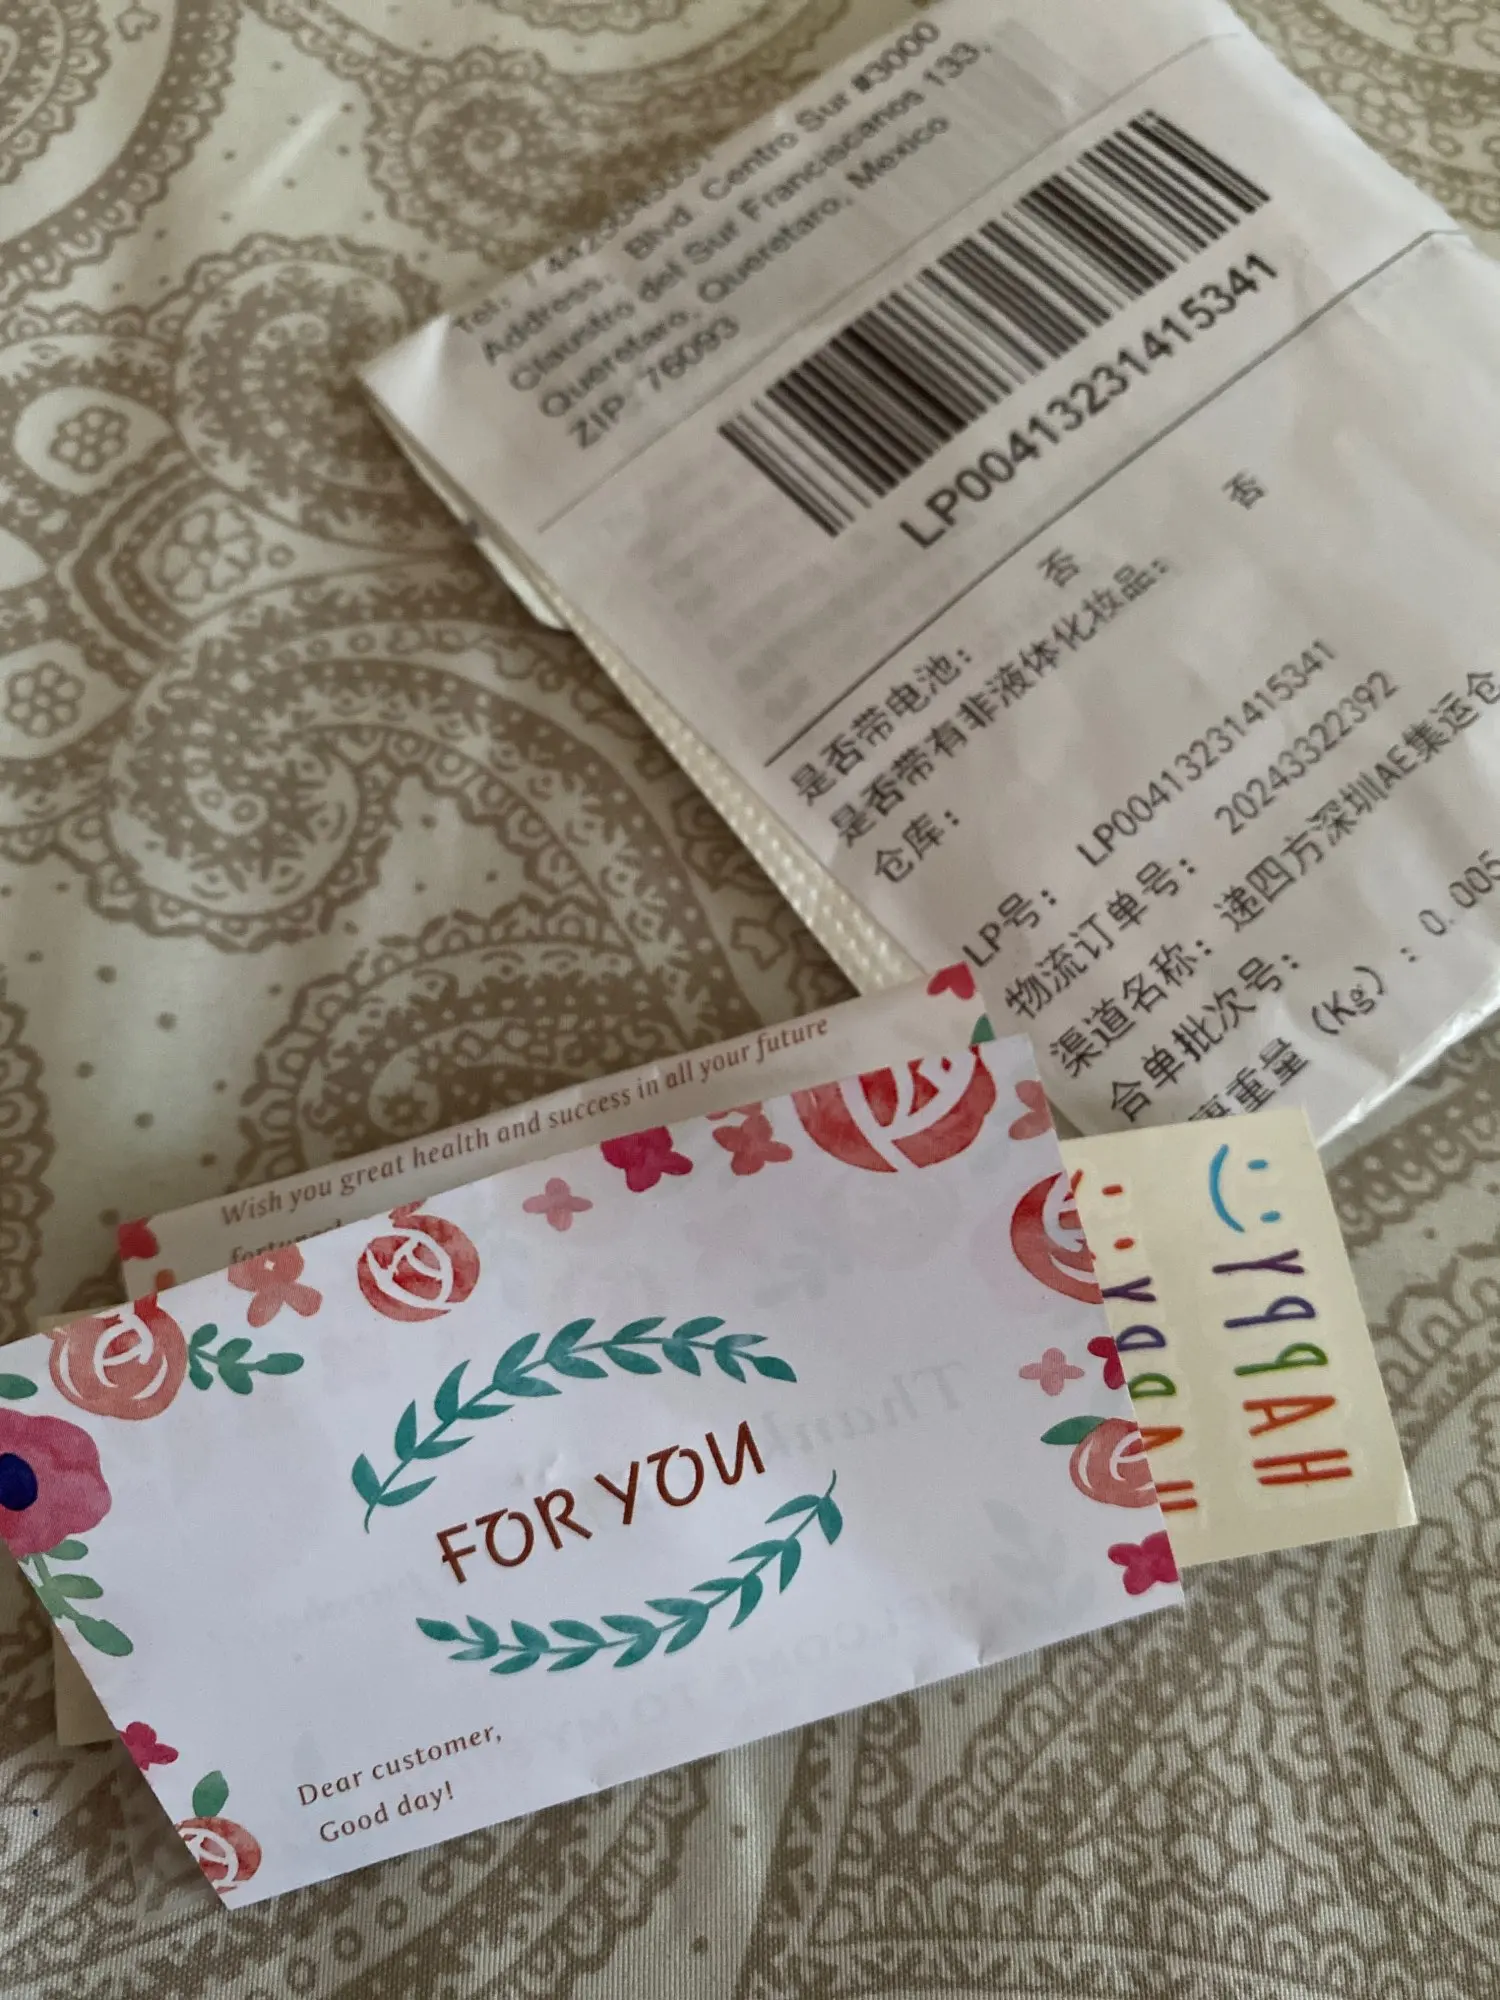 Address: Blvd. Centro Sur #3000
Claustro del Sur Franciscanos 133,
Queretaro, Queretaro, Mexico
ZIP: 76093
LP00413231415341
是否带电池: 否
是否带有非液体化妆品: 否
仓库:
LP号: LP00413231415341
物流订单号: 20243322392
渠道名称: 递四方深圳AE集运仓
合单批次号:
重量 (Kg) : 0.005
Wish you great health and success in all your future
FOR YOU
Dear customer,
Good day!
HAPPY
HAPPY